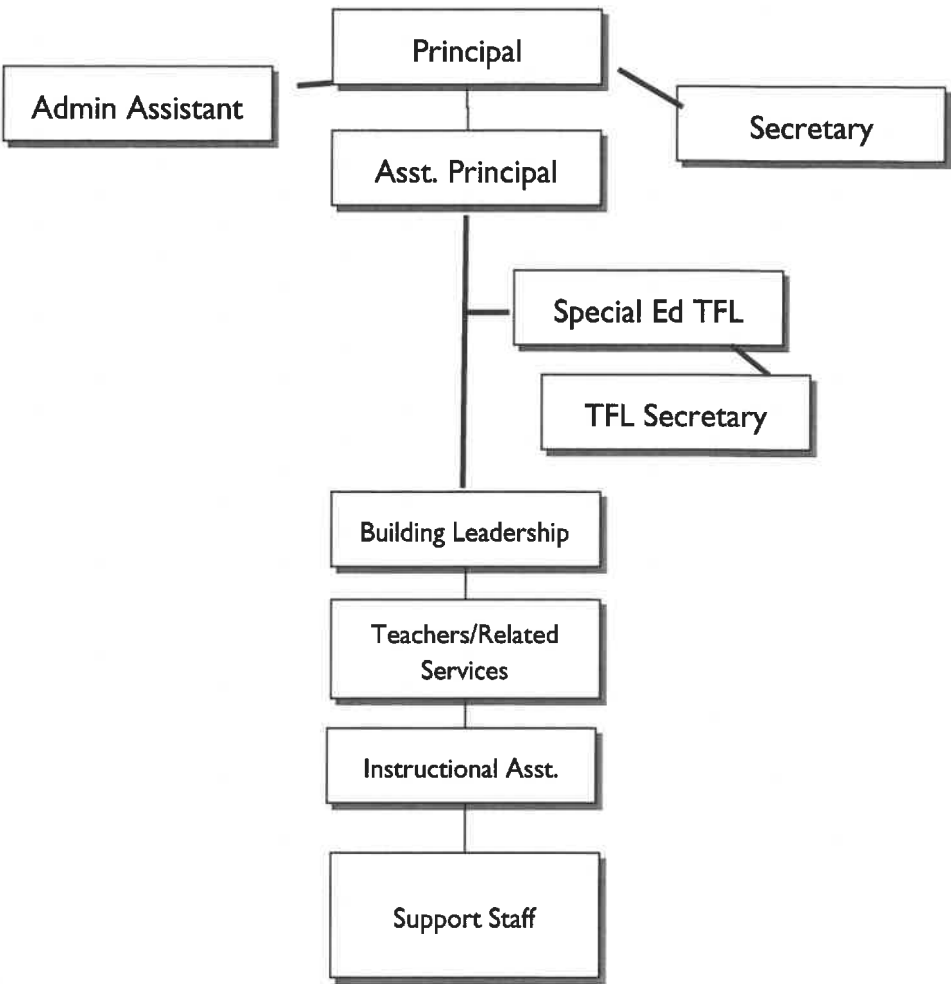 Principal
Admin Assistant
Secretary
Asst. Principal
Special Ed TFL
TFL Secretary
Building Leadership
Teachers/Related
Services
Instructional Asst.
Support Staff